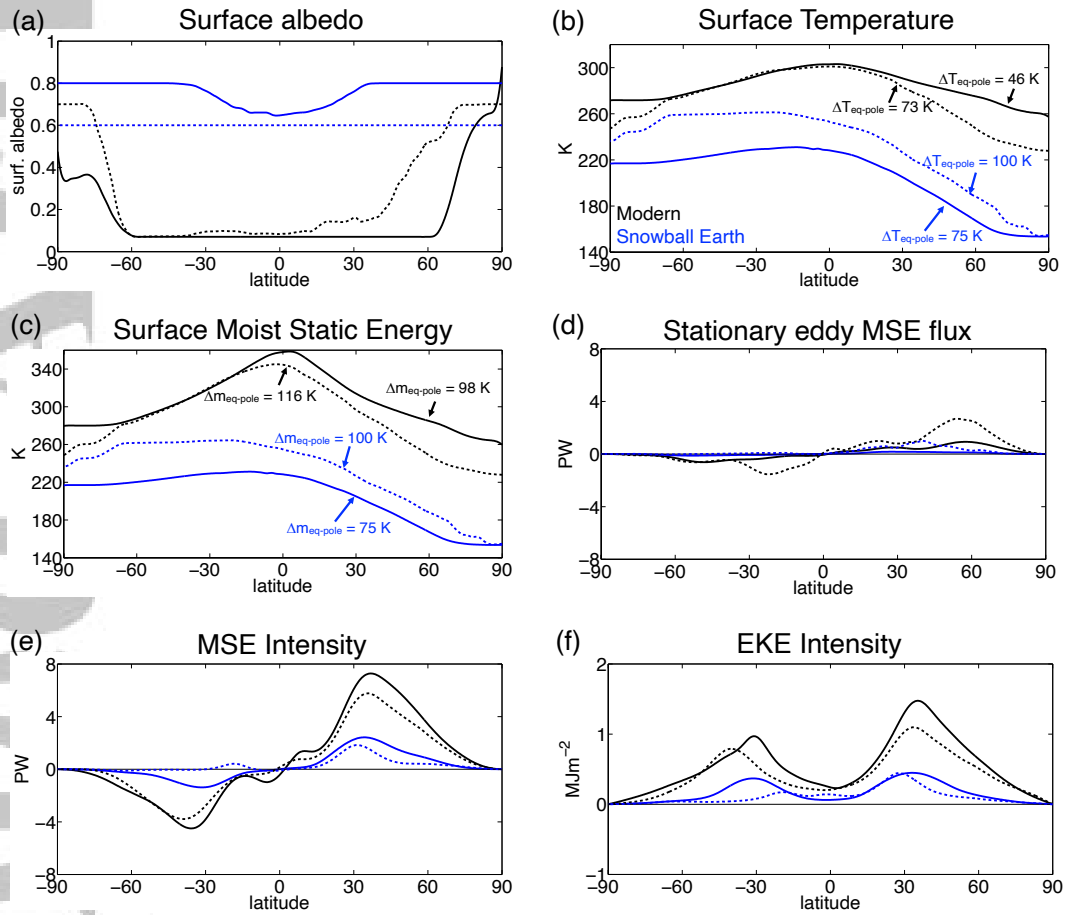 (a) Surface albedo
1
0.8
0.6
0.4
0.2
0
surf. albedo
−90 −60 −30 0 30 60 90
latitude
(b) Surface Temperature
300
260
220
180
140
K
ΔTeq-pole = 46 K
ΔTeq-pole = 73 K
ΔTeq-pole = 100 K
Modern
Snowball Earth
ΔTeq-pole = 75 K
−90 −60 −30 0 30 60 90
latitude
(c) Surface Moist Static Energy
340
300
260
220
180
140
K
Δmeq-pole = 98 K
Δmeq-pole = 116 K
Δmeq-pole = 100 K
Δmeq-pole = 75 K
−90 −60 −30 0 30 60 90
latitude
(d) Stationary eddy MSE flux
8
4
0
−4
−8
PW
−90 −60 −30 0 30 60 90
latitude
(e) MSE Intensity
8
4
0
−4
−8
PW
−90 −60 −30 0 30 60 90
latitude
(f) EKE Intensity
2
1
0
−1
MJm−2
−90 −60 −30 0 30 60 90
latitude